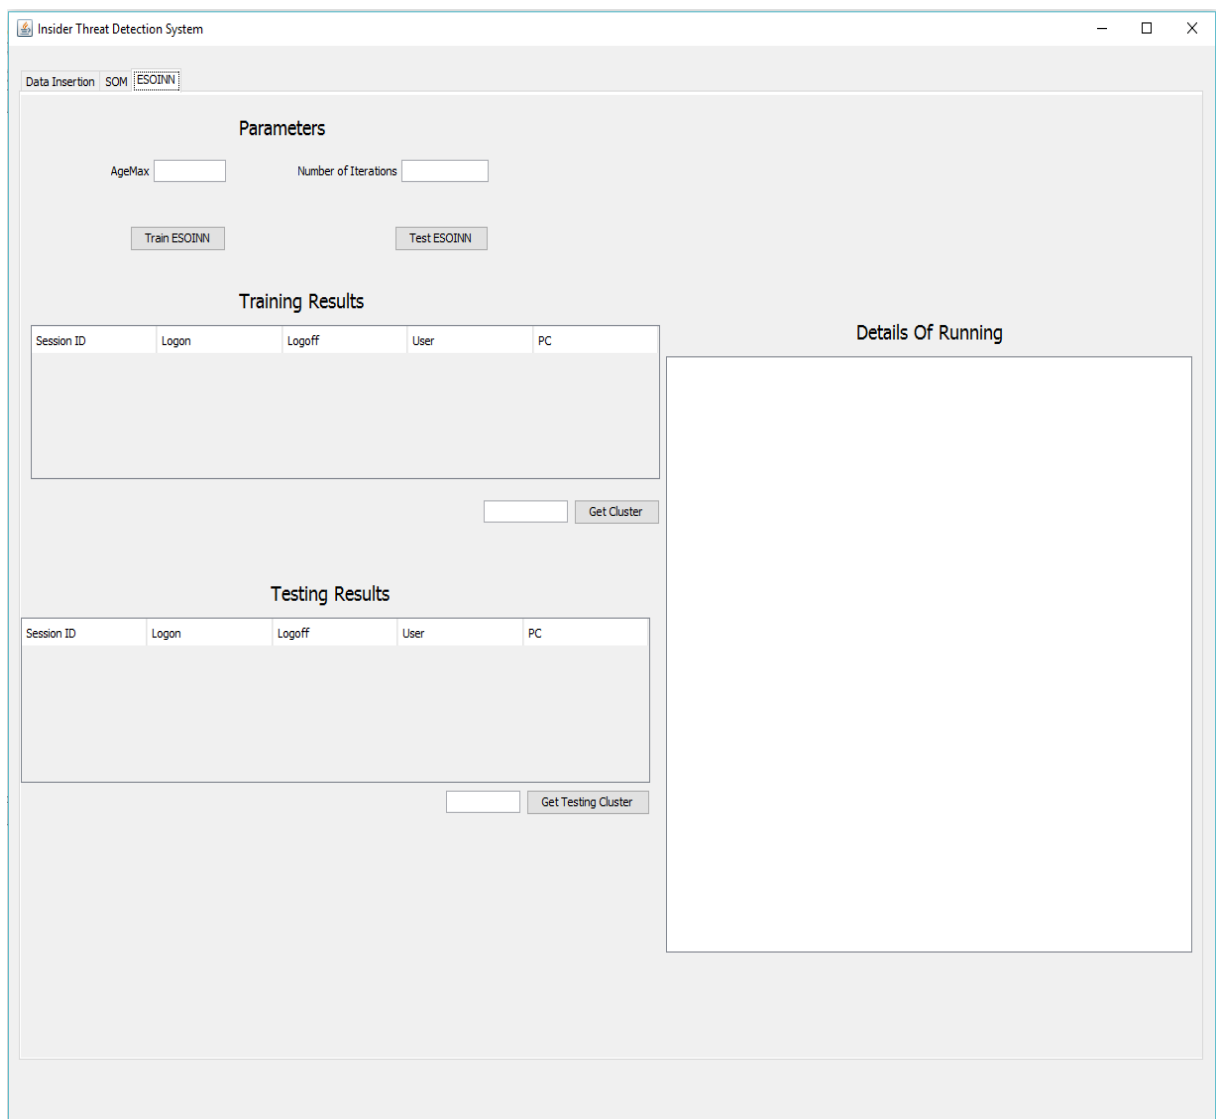 Insider Threat Detection System
Data Insertion SOM ESOINN
Parameters
AgeMax Number of Iterations
Train ESOINN Test ESOINN
Training Results
Session ID Logon Logoff User PC
Get Cluster
Testing Results
Session ID Logon Logoff User PC
Get Testing Cluster
Details Of Running